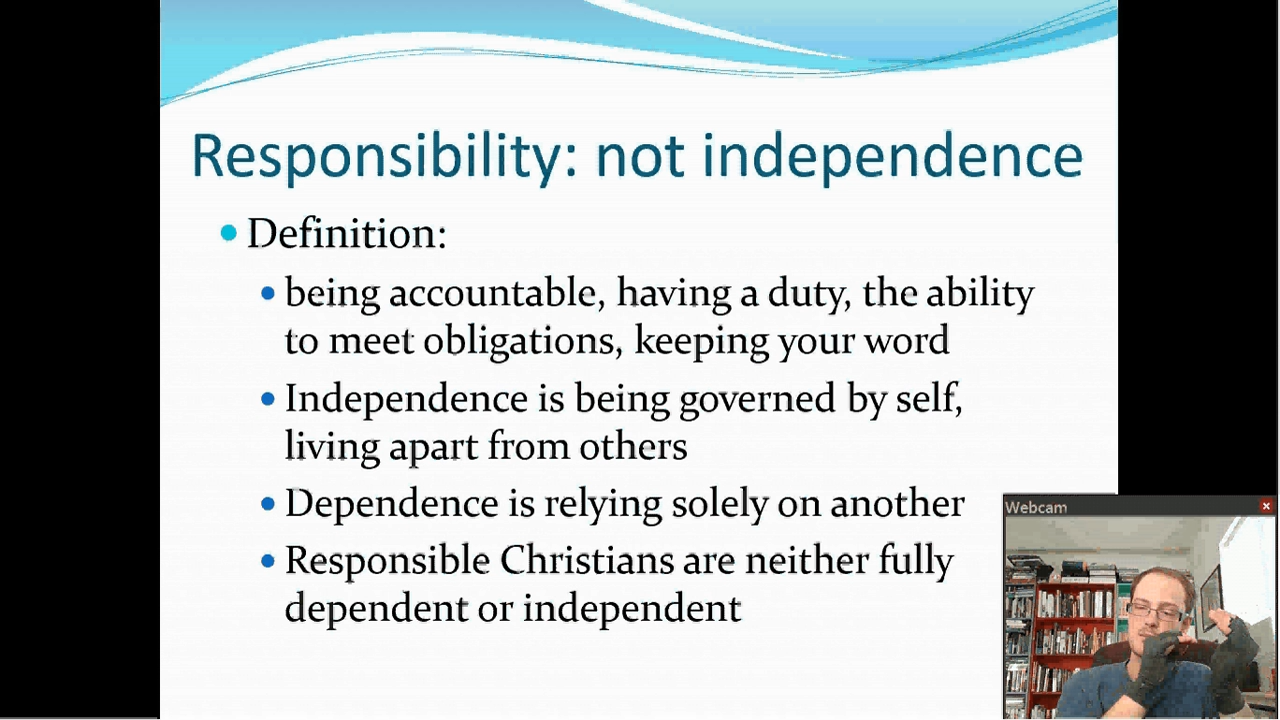 Responsibility: not independence
Definition:
being accountable, having a duty, the ability
to meet obligations, keeping your word
Independence is being governed by self,
living apart from others
Dependence is relying solely on another
Responsible Christians are neither fully
dependent or independent
Webcam